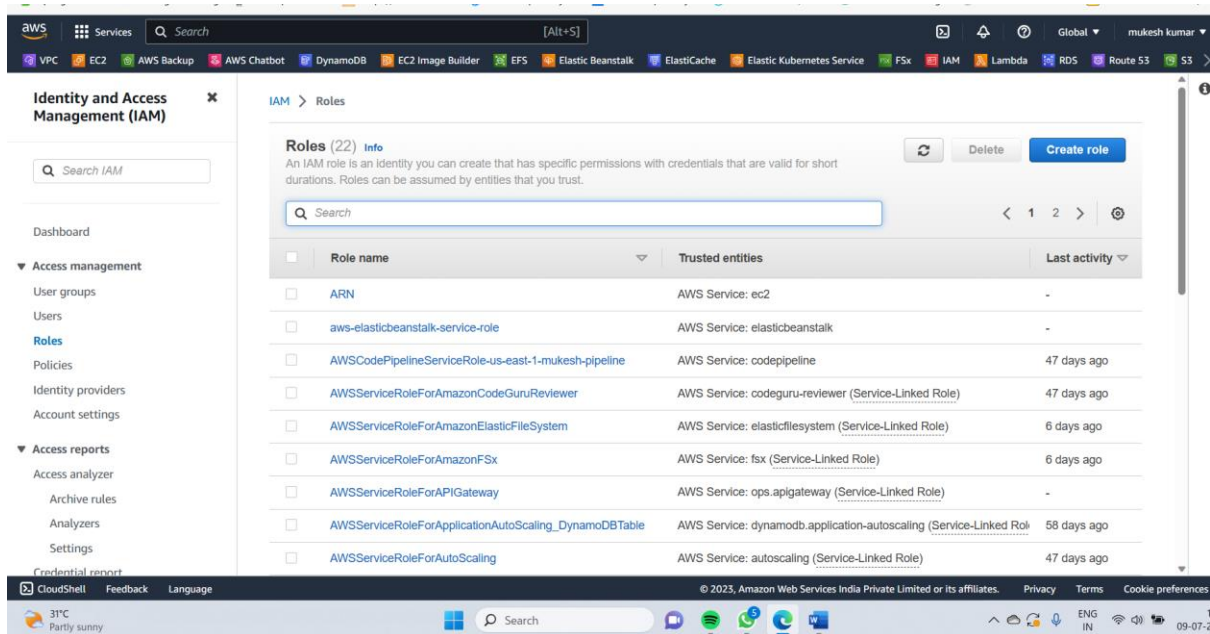 aws
Services
Search
[Alt+S]
Global ▼
mukesh kumar ▼
VPC
EC2
AWS Backup
AWS Chatbot
DynamoDB
EC2 Image Builder
EFS
Elastic Beanstalk
ElastiCache
Elastic Kubernetes Service
FSx
IAM
Lambda
RDS
Route 53
S3
Identity and Access
Management (IAM)
Search IAM
Dashboard
Access management
User groups
Users
Roles
Policies
Identity providers
Account settings
Access reports
Access analyzer
Archive rules
Analyzers
Settings
Credential report
IAM > Roles
Roles (22) Info
An IAM role is an identity you can create that has specific permissions with credentials that are valid for short
durations. Roles can be assumed by entities that you trust.
Delete
Create role
Search
< 1 2 >
Role name Trusted entities Last activity
ARN AWS Service: ec2 -
aws-elasticbeanstalk-service-role AWS Service: elasticbeanstalk -
AWSCodePipelineServiceRole-us-east-1-mukesh-pipeline AWS Service: codepipeline 47 days ago
AWSServiceRoleForAmazonCodeGuruReviewer AWS Service: codeguru-reviewer (Service-Linked Role) 47 days ago
AWSServiceRoleForAmazonElasticFileSystem AWS Service: elasticfilesystem (Service-Linked Role) 6 days ago
AWSServiceRoleForAmazonFSx AWS Service: fsx (Service-Linked Role) 6 days ago
AWSServiceRoleForAPIGateway AWS Service: ops.apigateway (Service-Linked Role) -
AWSServiceRoleForApplicationAutoScaling_DynamoDBTable AWS Service: dynamodb.application-autoscaling (Service-Linked Rol 58 days ago
AWSServiceRoleForAutoScaling AWS Service: autoscaling (Service-Linked Role) 47 days ago
CloudShell Feedback Language © 2023, Amazon Web Services India Private Limited or its affiliates. Privacy Terms Cookie preferences
31°C
Partly sunny
Search
5
ENG
IN
09-07-2